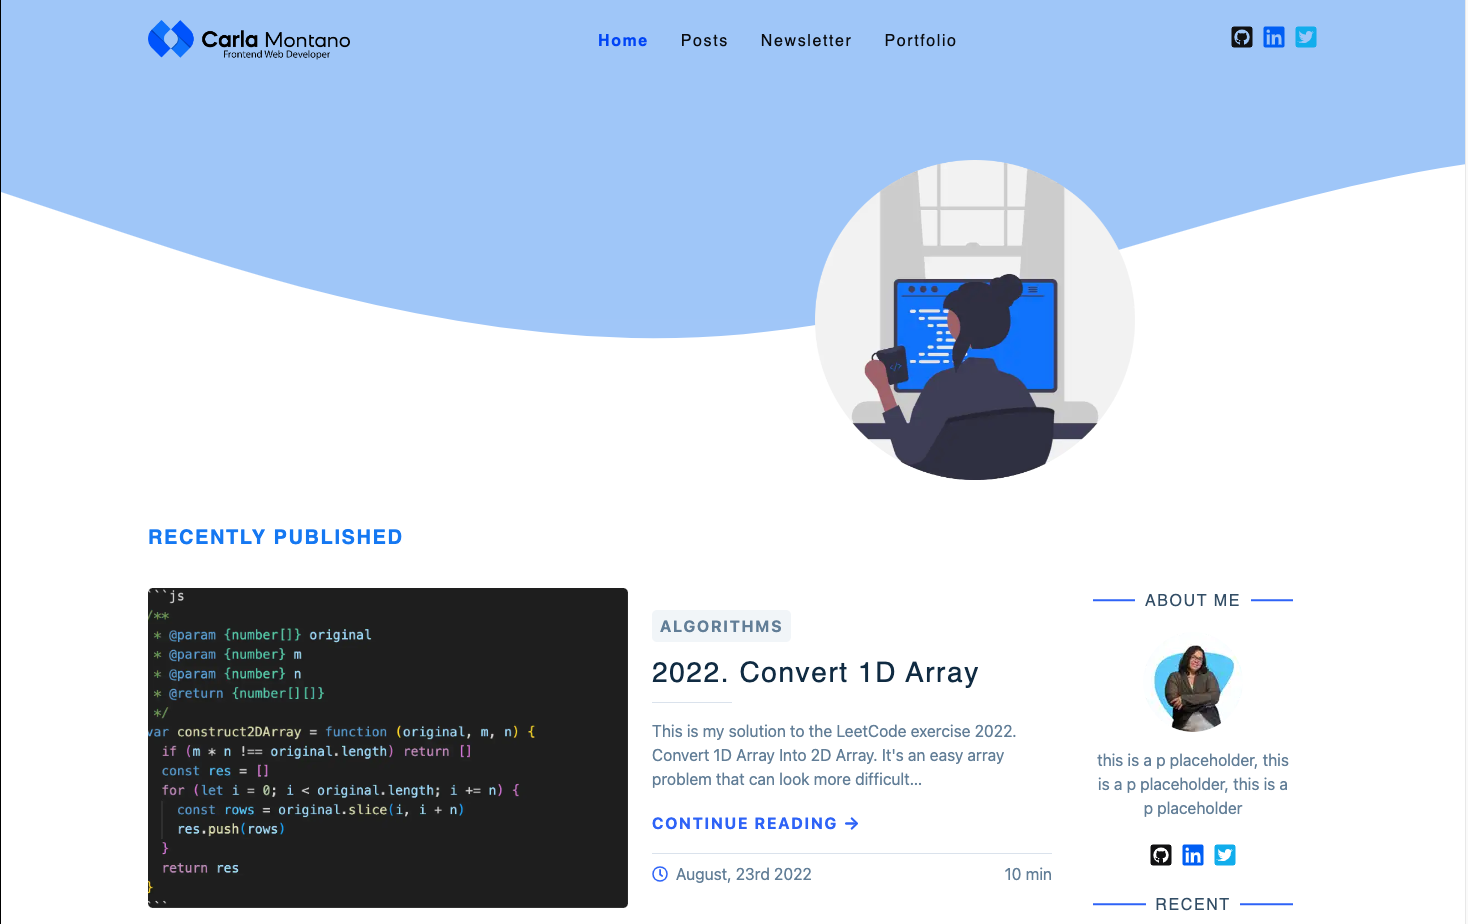 Carla Montano
Frontend Web Developer
Home Posts Newsletter Portfolio
in
</>
RECENTLY PUBLISHED
```js
/**
* @param {number[]} original
* @param {number} m
* @param {number} n
* @return {number[][]}
*/
var construct2DArray = function (original, m, n) {
if (m * n !== original.length) return []
const res = []
for (let i = 0; i < original.length; i += n) {
const rows = original.slice(i, i + n)
res.push(rows)
}
return res
}
```
ALGORITHMS
2022. Convert 1D Array
This is my solution to the LeetCode exercise 2022.
Convert 1D Array Into 2D Array. It's an easy array
problem that can look more difficult...
CONTINUE READING →
August, 23rd 2022 10 min
ABOUT ME
this is a p placeholder, this
is a p placeholder, this is a
p placeholder
in
RECENT